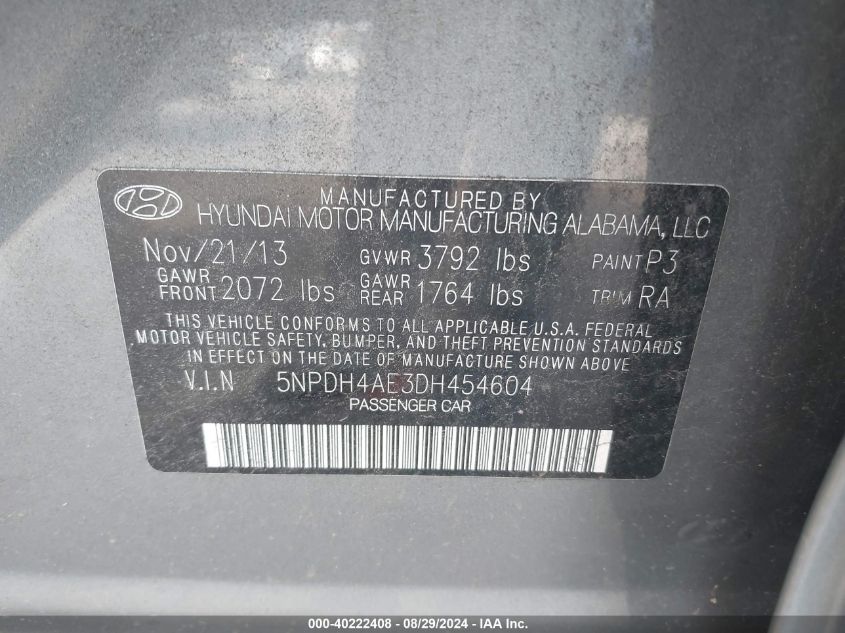 MANUFACTURED BY
HYUNDAI MOTOR MANUFACTURING ALABAMA, LLC
Nov/21/13 GVWR 3792 lbs PAINT P3
GAWR FRONT 2072 lbs GAWR REAR 1764 lbs TRIM RA
THIS VEHICLE CONFORMS TO ALL APPLICABLE U.S.A. FEDERAL
MOTOR VEHICLE SAFETY, BUMPER, AND THEFT PREVENTION STANDARDS
IN EFFECT ON THE DATE OF MANUFACTURE SHOWN ABOVE
V.I.N 5NPDH4AE3DH454604
PASSENGER CAR
000-40222408 - 08/29/2024 - IAA Inc.